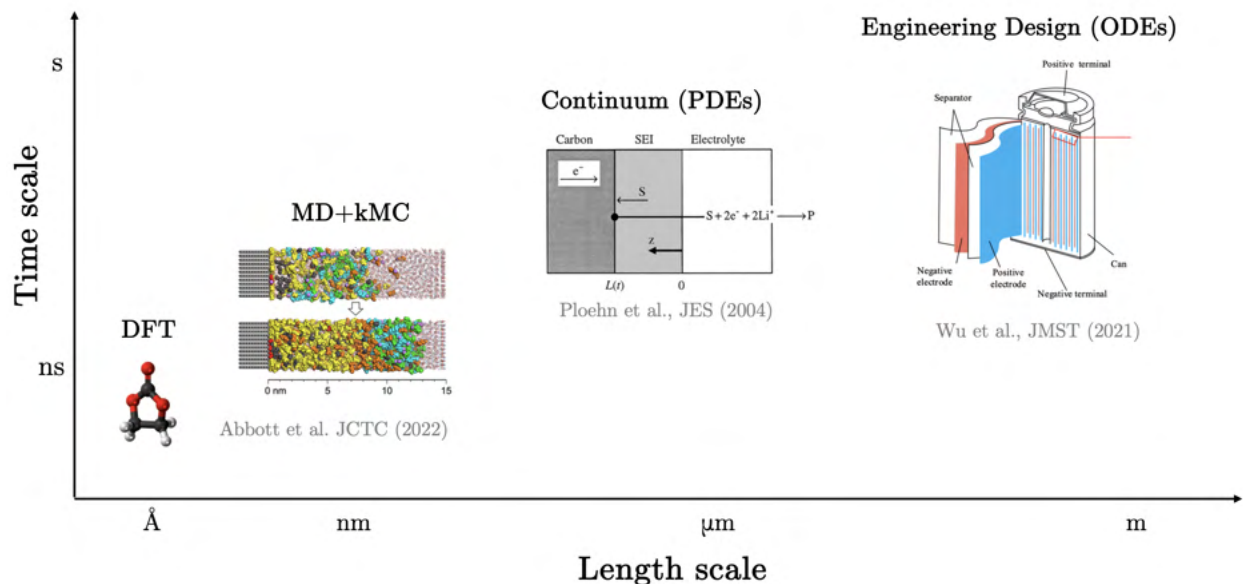 Engineering Design (ODEs)
Positive terminal
Separator
Negative
electrode
Positive
electrode
Negative terminal
Can
Wu et al., JMST (2021)
Continuum (PDEs)
Carbon
SEI
Electrolyte
e⁻
S
S + 2e⁻ + 2Li⁺ → P
z
L(t)
0
Ploehn et al., JES (2004)
MD+kMC
0 nm
5
10
15
Abbott et al. JCTC (2022)
DFT
Time scale
s
ns
Å
nm
μm
m
Length scale